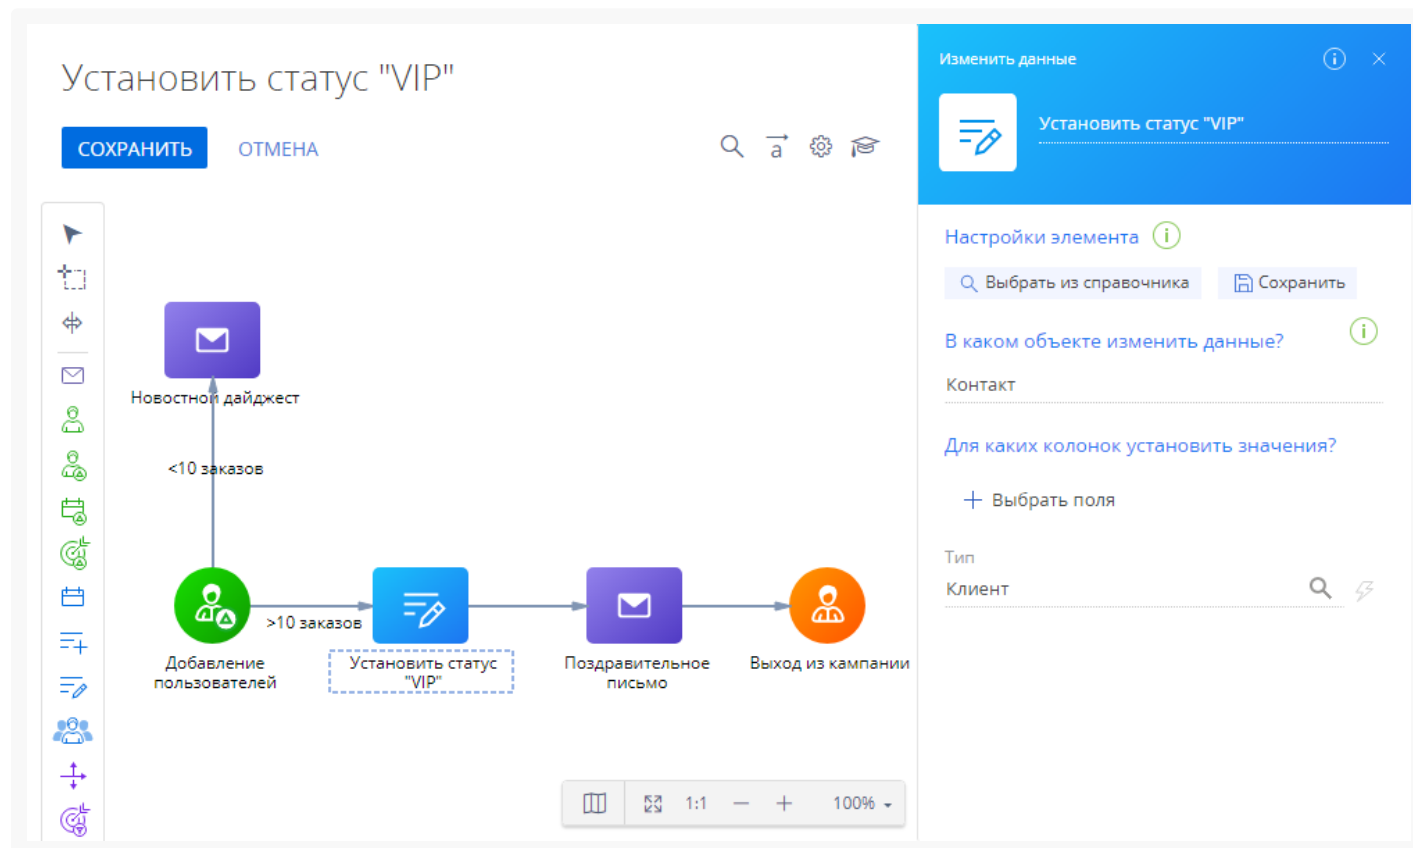 Установить статус "VIP"
СОХРАНИТЬ
ОТМЕНА
a
Новостной дайджест
<10 заказов
>10 заказов
Добавление
пользователей
Установить статус
"VIP"
Поздравительное
письмо
Выход из кампании
1:1
100%
Изменить данные
Установить статус "VIP"
Настройки элемента
Выбрать из справочника
Сохранить
В каком объекте изменить данные?
Контакт
Для каких колонок установить значения?
Выбрать поля
Тип
Клиент